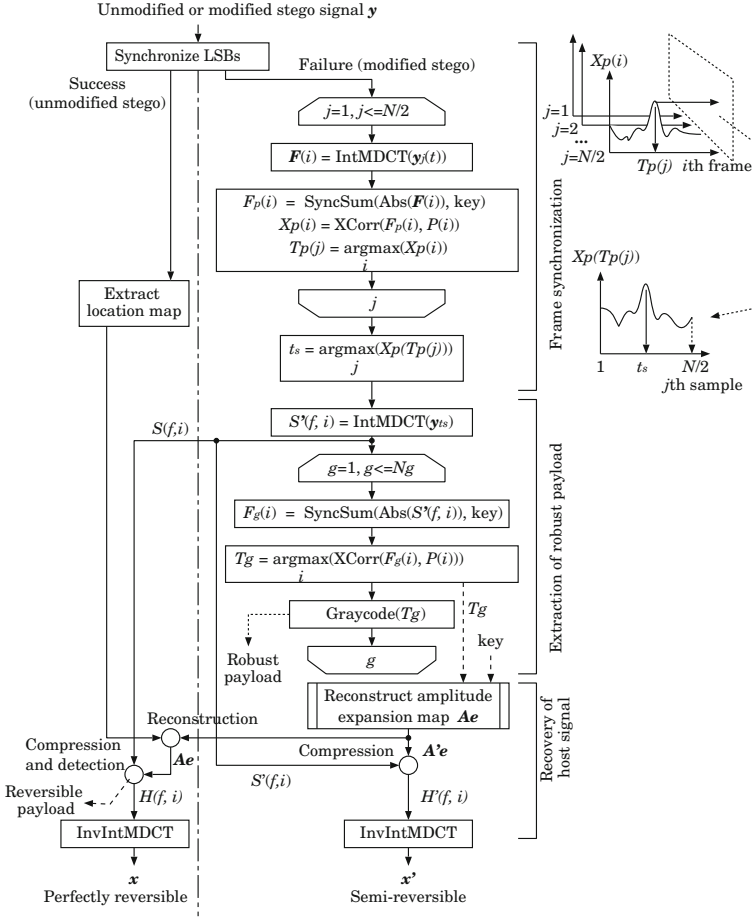 Unmodified or modified stego signal y
Synchronize LSBs
Success
(unmodified stego)
Failure (modified stego)
j=1, j<=N/2
F(i) = IntMDCT(yj(t))
Fp(i) = SyncSum(Abs(F(i)), key)
Xp(i) = XCorr(Fp(i), P(i))
Tp(j) = argmax(Xp(i))
i
Extract
location map
j
ts = argmax(Xp(Tp(j)))
j
Frame synchronization
Xp(i)
j=1
j=2
...
j=N/2
Tp(j)
ith frame
Xp(Tp(j))
1
ts
N/2
jth sample
S(f,i)
S'(f, i) = IntMDCT(yts)
g=1, g<=Ng
Fg(i) = SyncSum(Abs(S'(f, i)), key)
Tg = argmax(XCorr(Fg(i), P(i)))
i
Tg
Graycode(Tg)
key
Robust
payload
g
Extraction of robust payload
Reconstruct amplitude
expansion map Ae
Reconstruction
Compression
and detection
Ae
Compression
A'e
Reversible
payload
H(f, i)
S'(f,i)
H'(f, i)
Recovery of
host signal
InvIntMDCT
InvIntMDCT
x
x'
Perfectly reversible
Semi-reversible